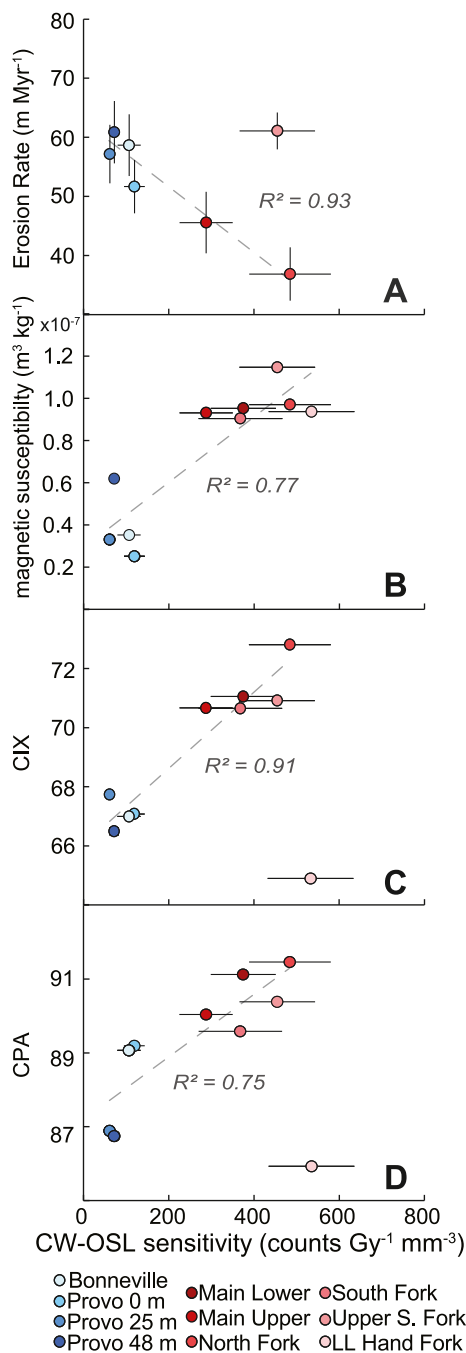 80
70
60
50
40
Erosion Rate (m Myr⁻¹)
R² = 0.93
A
x10⁻⁷
1.2
1.0
0.8
0.6
0.4
0.2
magnetic susceptibilty (m³ kg⁻¹)
R² = 0.77
B
72
70
68
66
CIX
R² = 0.91
C
91
89
87
CPA
R² = 0.75
D
0 200 400 600 800
CW-OSL sensitivity (counts Gy⁻¹ mm⁻³)
Bonneville
Provo 0 m
Provo 25 m
Provo 48 m
Main Lower
Main Upper
North Fork
South Fork
Upper S. Fork
LL Hand Fork